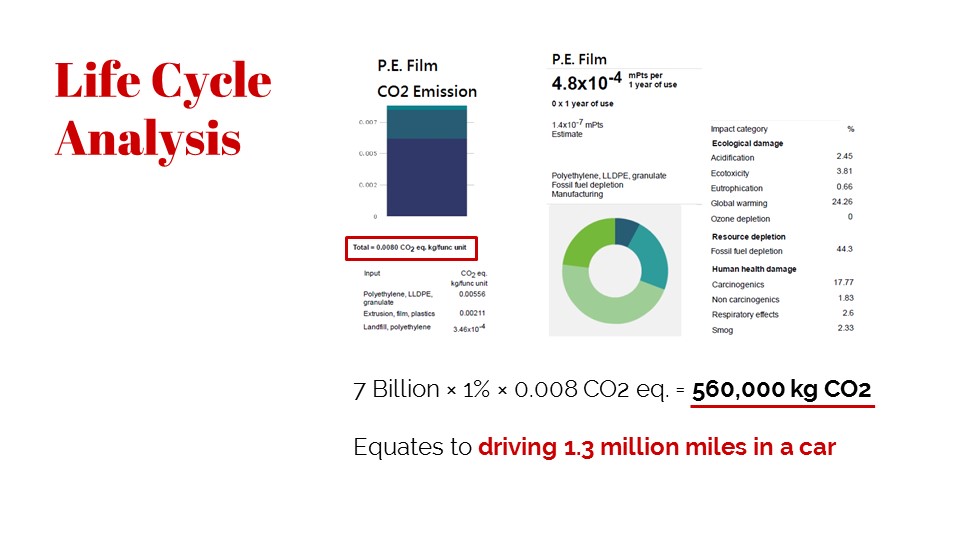 Life Cycle
Analysis
P.E. Film
CO2 Emission
0.007
0.005
0.002
0
Total = 0.0080 CO2 eq. kg/func unit
Input CO2 eq.
kg/func unit
Polyethylene, LLDPE, 0.00556
granulate
Extrusion, film, plastics 0.00211
Landfill, polyethylene 3.46x10-4
P.E. Film
4.8x10-4 mPts per
1 year of use
0 x 1 year of use
1.4x10-7 mPts
Estimate
Polyethylene, LLDPE, granulate
Fossil fuel depletion
Manufacturing
Impact category %
Ecological damage
Acidification 2.45
Ecotoxicity 3.81
Eutrophication 0.66
Global warming 24.26
Ozone depletion 0
Resource depletion
Fossil fuel depletion 44.3
Human health damage
Carcinogenics 17.77
Non carcinogenics 1.83
Respiratory effects 2.6
Smog 2.33
7 Billion × 1% × 0.008 CO2 eq. = 560,000 kg CO2
Equates to driving 1.3 million miles in a car